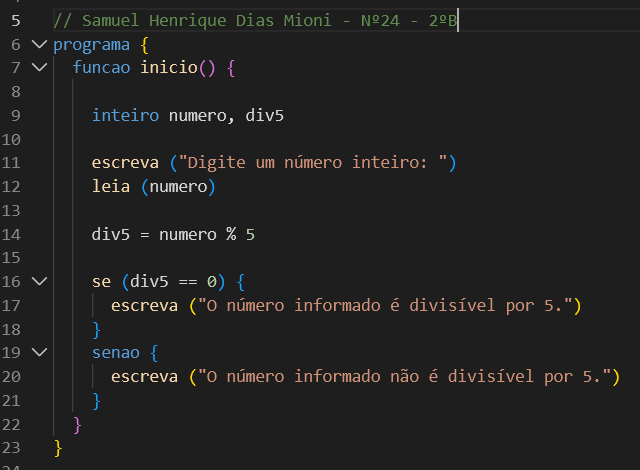 5 // Samuel Henrique Dias Mioni - Nº24 - 2ºB
6 programa {
7 funcao inicio() {
8
9 inteiro numero, div5
10
11 escreva ("Digite um número inteiro: ")
12 leia (numero)
13
14 div5 = numero % 5
15
16 se (div5 == 0) {
17 escreva ("O número informado é divisível por 5.")
18 }
19 senao {
20 escreva ("O número informado não é divisível por 5.")
21 }
22 }
23 }